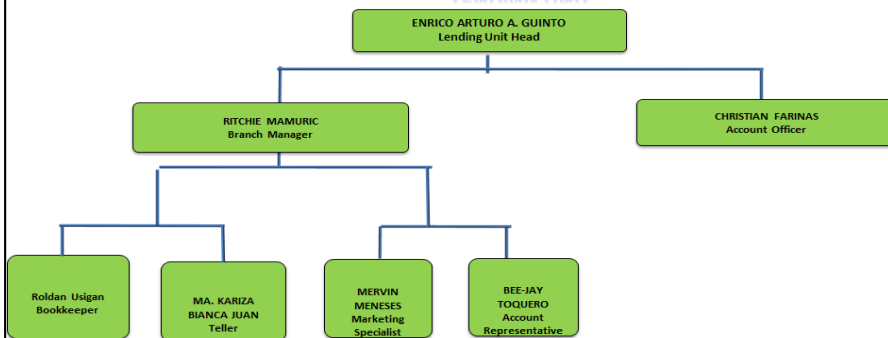 ENRICO ARTURO A. GUINTO
Lending Unit Head
RITCHIE MAMURIC
Branch Manager
CHRISTIAN FARINAS
Account Officer
Roldan Usigan
Bookkeeper
MA. KARIZA
BIANCA JUAN
Teller
MERVIN
MENESES
Marketing
Specialist
BEE-JAY
TOQUERO
Account
Representative